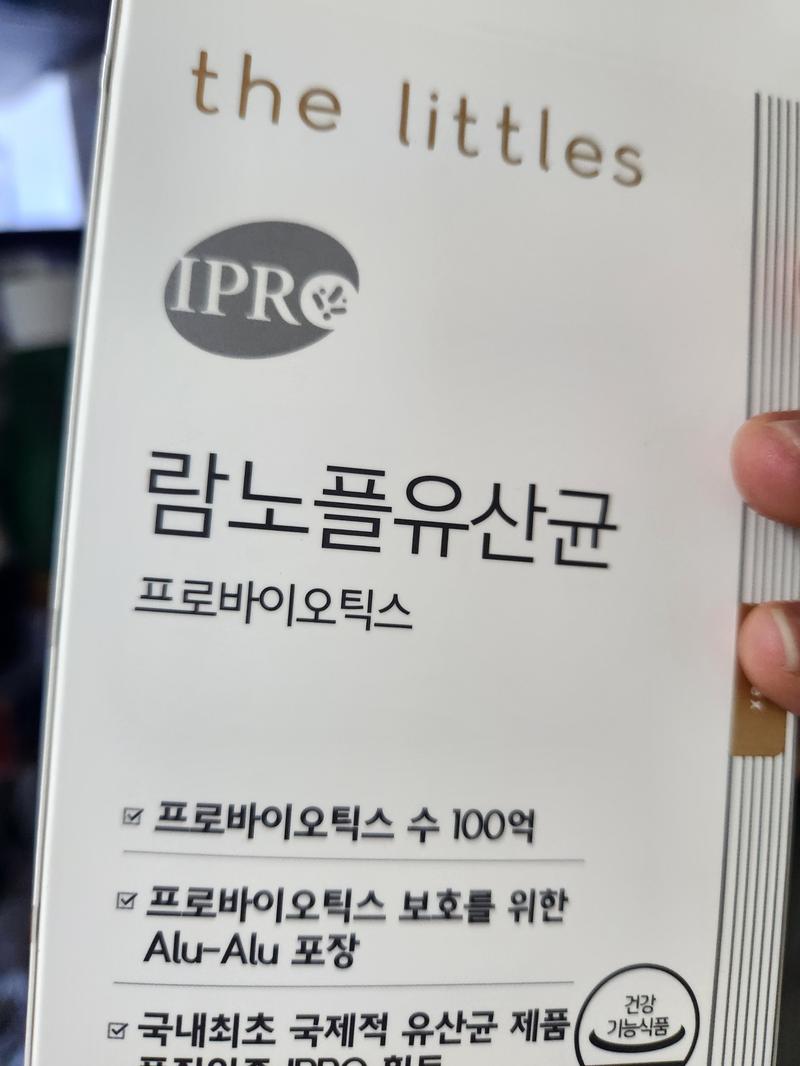 the littles
IPRO
람노플유산균
프로바이오틱스
프로바이오틱스 수 100억
프로바이오틱스 보호를 위한
Alu-Alu 포장
국내최초 국제적 유산균 제품
건강
기능식품
IPRO